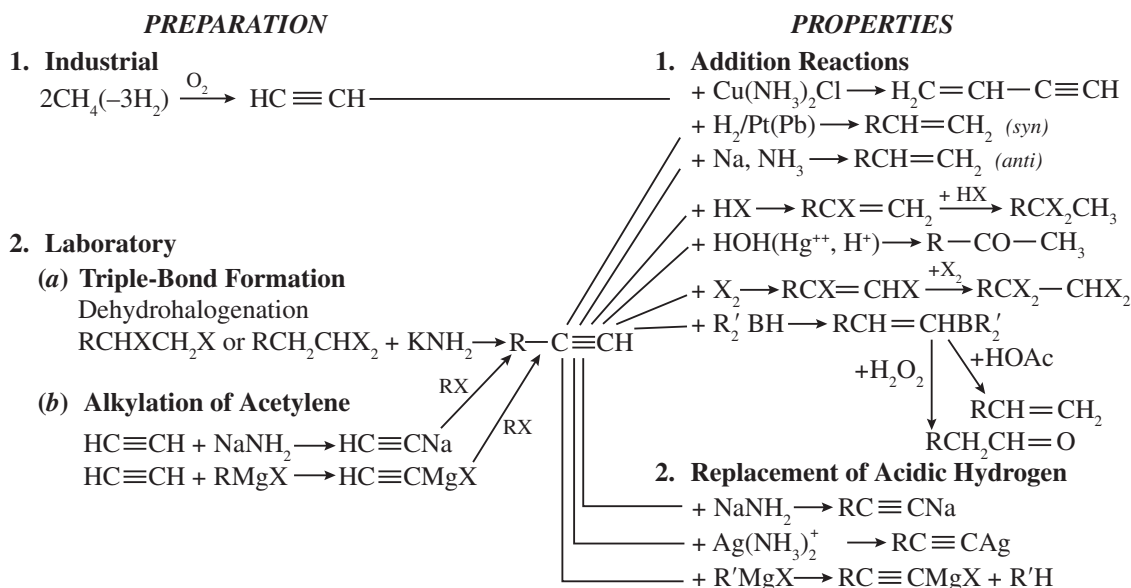 PREPARATION
1. Industrial
2CH₄(–3H₂) —O₂→ HC≡CH
2. Laboratory
(a) Triple-Bond Formation
Dehydrohalogenation
RCHXCH₂X or RCH₂CHX₂ + KNH₂ → R—C≡CH
RX
(b) Alkylation of Acetylene
RX
HC≡CH + NaNH₂ → HC≡CNa
HC≡CH + RMgX → HC≡CMgX
PROPERTIES
1. Addition Reactions
+ Cu(NH₃)₂Cl → H₂C=CH—C≡CH
+ H₂/Pt(Pb) → RCH=CH₂ (syn)
+ Na, NH₃ → RCH=CH₂ (anti)
+ HX → RCX=CH₂ —+ HX→ RCX₂CH₃
+ HOH(Hg⁺⁺, H⁺) → R—CO—CH₃
+ X₂ → RCX=CHX —+X₂→ RCX₂—CHX₂
+ R₂′ BH → RCH=CHBR₂′
+H₂O₂
+HOAc
RCH=CH₂
RCH₂CH=O
2. Replacement of Acidic Hydrogen
+ NaNH₂ → RC≡CNa
+ Ag(NH₃)₂⁺ → RC≡CAg
+ R′MgX → RC≡CMgX + R′H